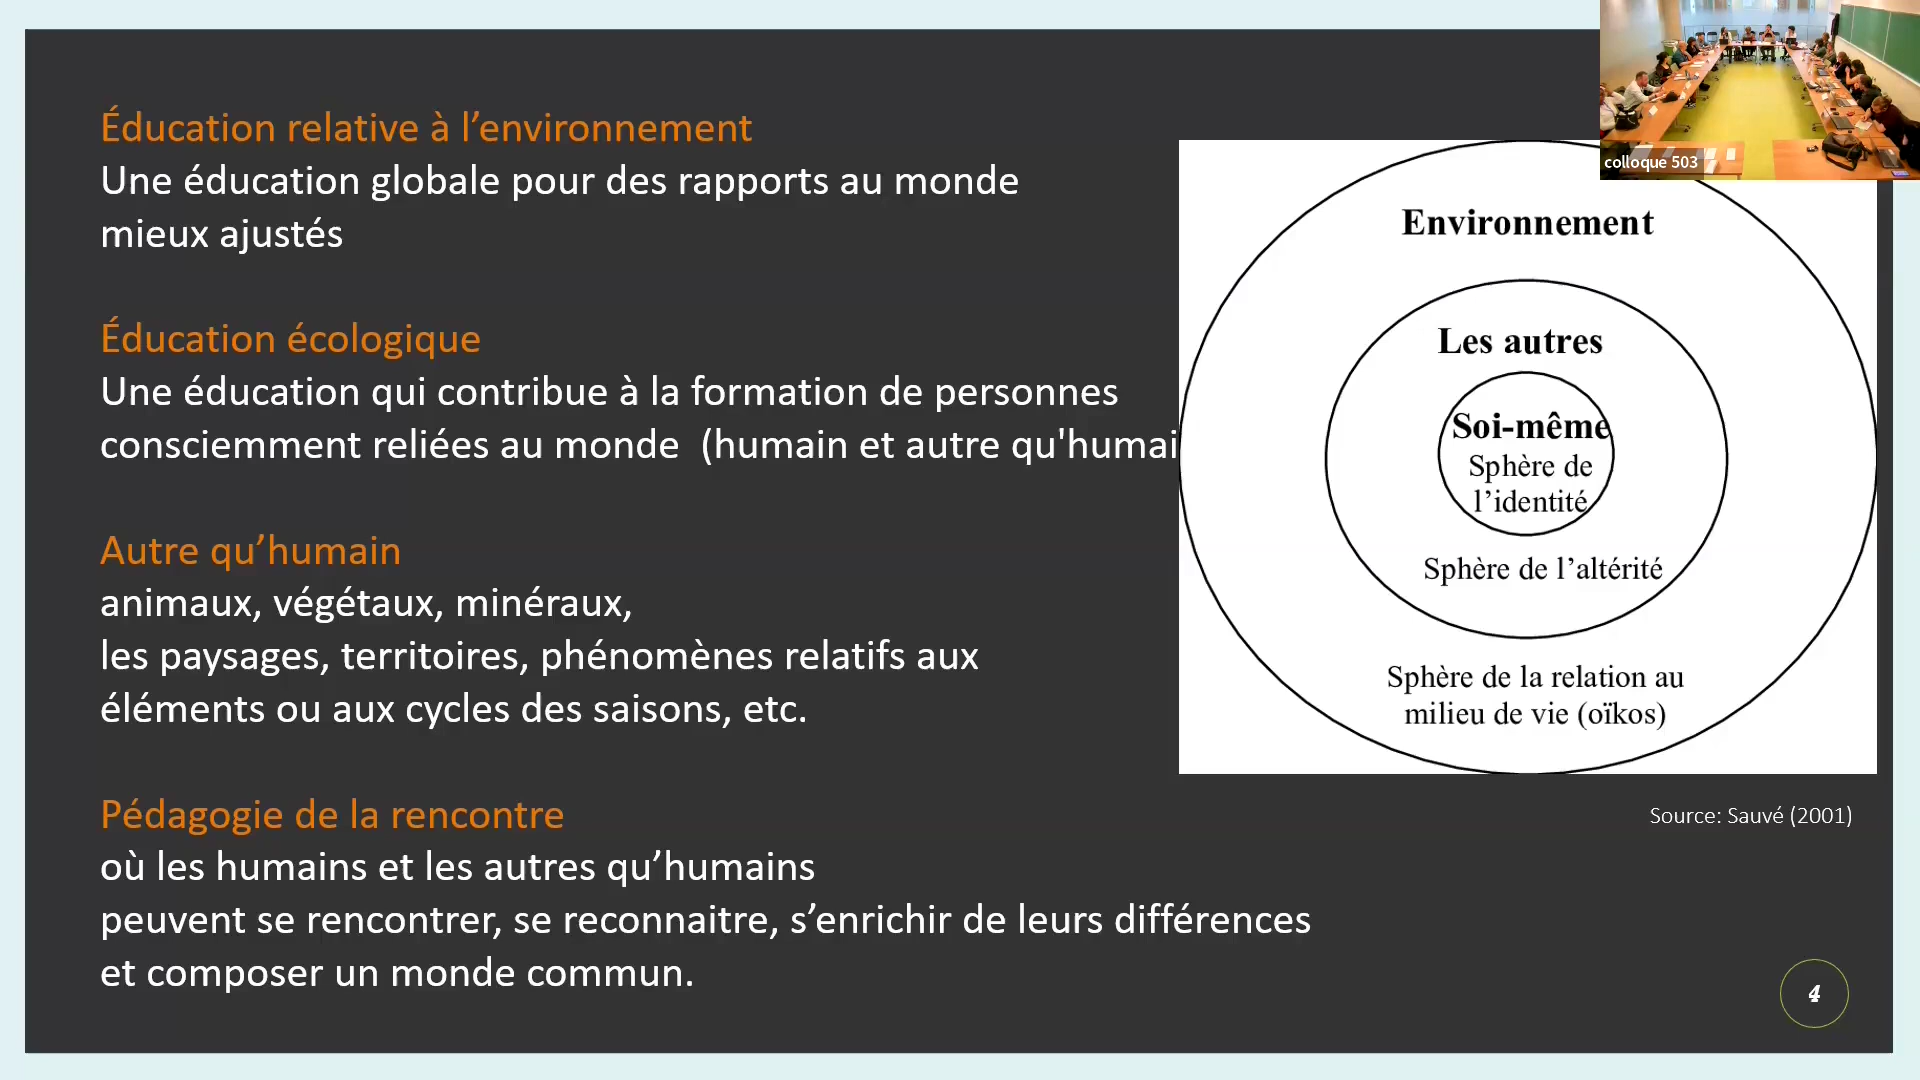 Éducation relative à l’environnement
Une éducation globale pour des rapports au monde
mieux ajustés
Éducation écologique
Une éducation qui contribue à la formation de personnes
consciemment reliées au monde (humain et autre qu'humai
Autre qu’humain
animaux, végétaux, minéraux,
les paysages, territoires, phénomènes relatifs aux
éléments ou aux cycles des saisons, etc.
Pédagogie de la rencontre
où les humains et les autres qu’humains
peuvent se rencontrer, se reconnaitre, s’enrichir de leurs différences
et composer un monde commun.
colloque 503
Environnement
Les autres
Soi-même
Sphère de
l’identité
Sphère de l’altérité
Sphère de la relation au
milieu de vie (oïkos)
Source: Sauvé (2001)
4